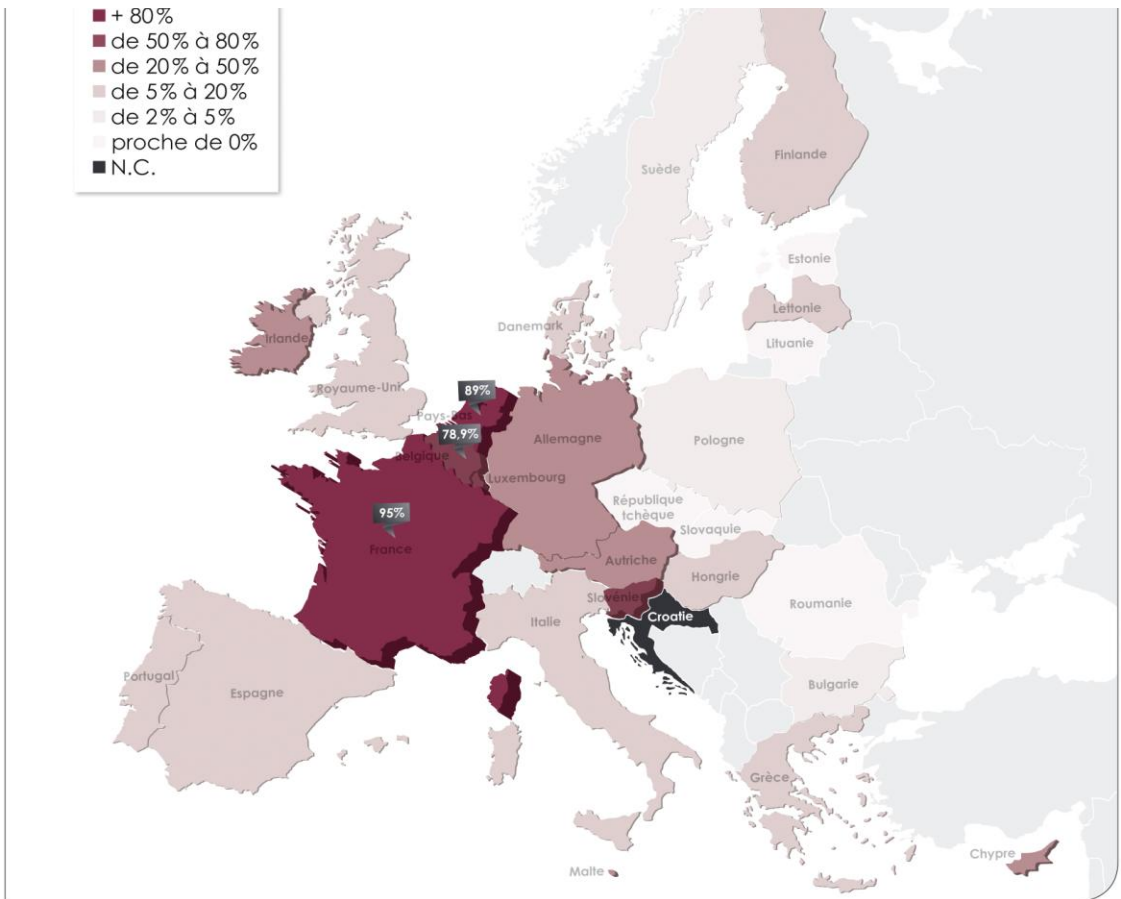 + 80%
de 50% à 80%
de 20% à 50%
de 5% à 20%
de 2% à 5%
proche de 0%
N.C.
Finlande
Suède
Estonie
Lettonie
Danemark
Irlande
Lituanie
Royaume-Uni
89%
Pays-Bas
78,9%
Allemagne
Pologne
Belgique
Luxembourg
République
tchèque
95%
Slovaquie
France
Autriche
Hongrie
Slovénie
Roumanie
Croatie
Italie
Portugal
Bulgarie
Espagne
Grèce
Chypre
Malte